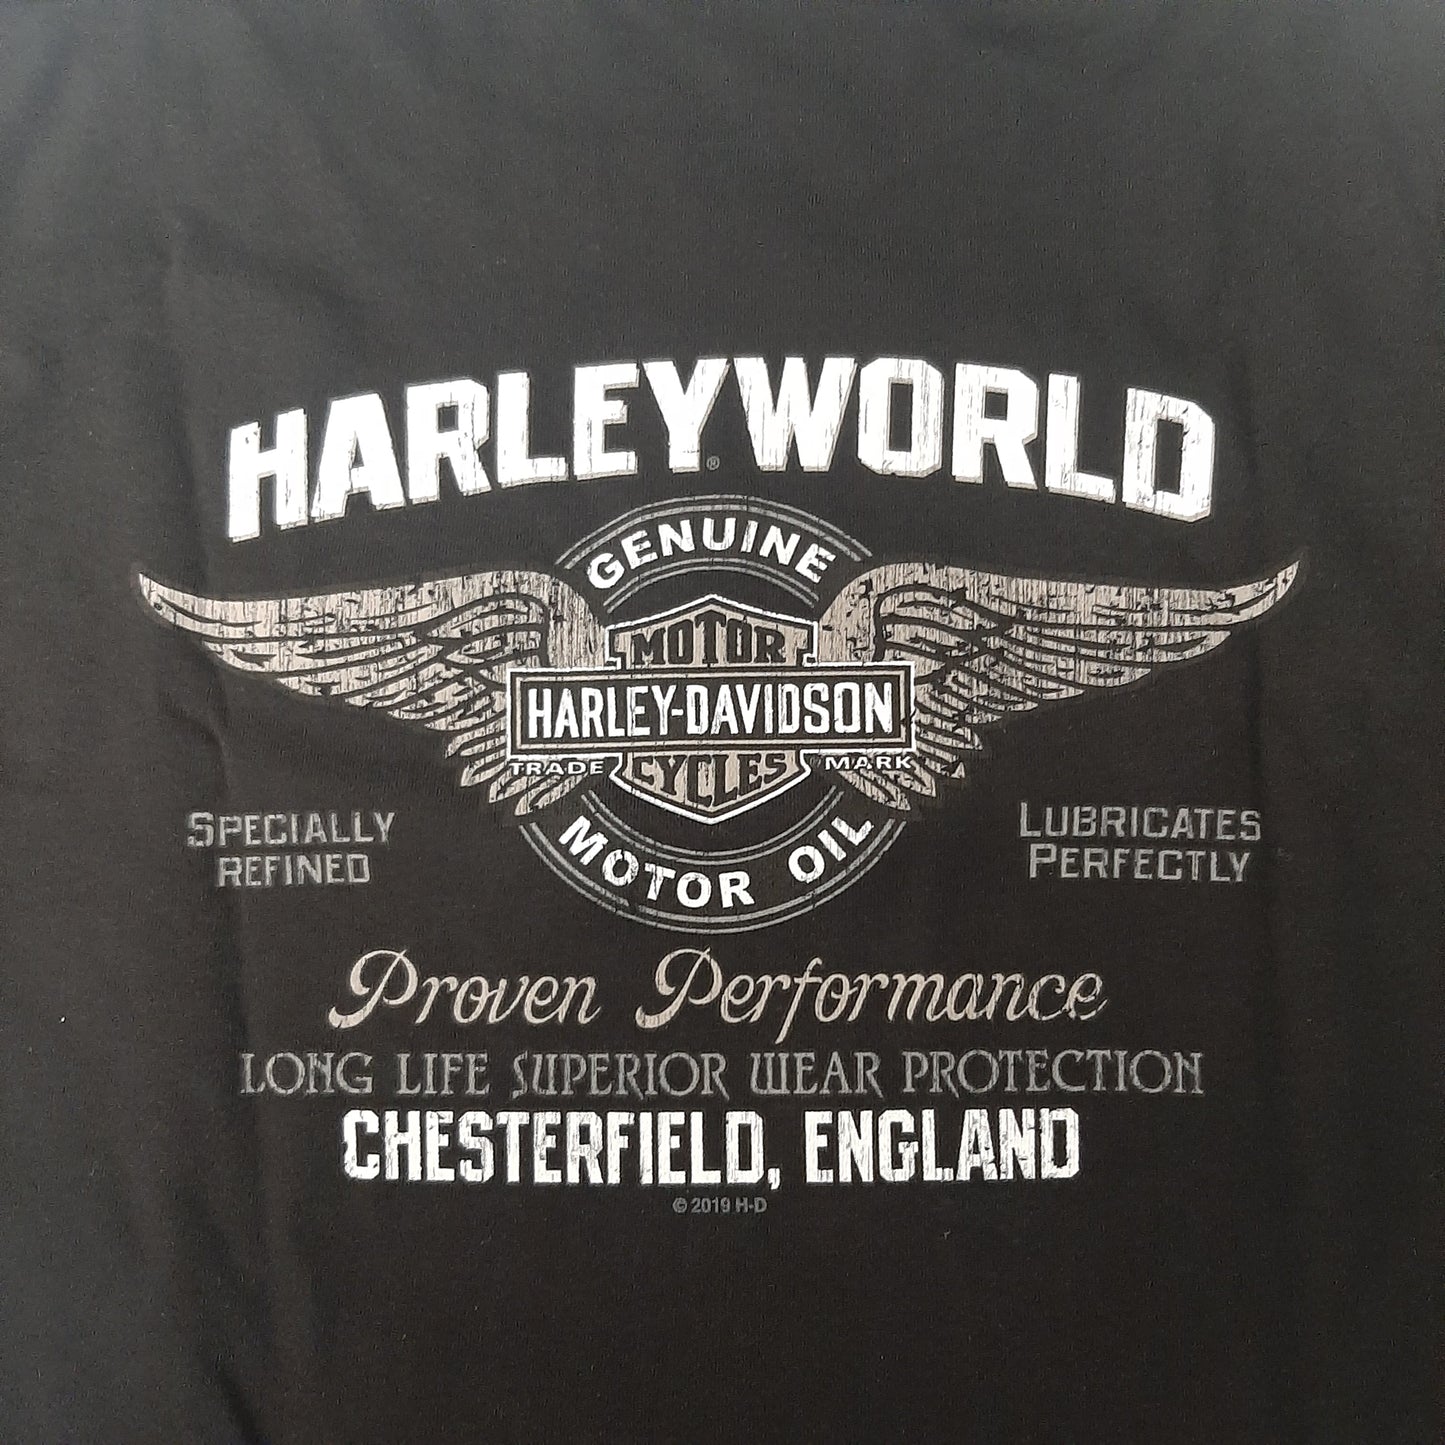 HARLEYWORLD
®
GENUINE
MOTOR
HARLEY-DAVIDSON
TRADE MARK
CYCLES
MOTOR OIL
SPECIALLY
REFINED
LUBRICATES
PERFECTLY
Proven Performance
LONG LIFE SUPERIOR WEAR PROTECTION
CHESTERFIELD, ENGLAND
© 2019 H-D